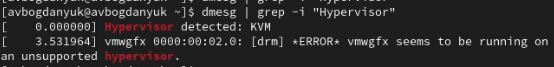 [avbogdanyuk@avbogdanyuk ~]$ dmesg | grep -i "Hypervisor"
[    0.000000] Hypervisor detected: KVM
[    3.531964] vmwgfx 0000:00:02.0: [drm] *ERROR* vmwgfx seems to be running on
an unsupported hypervisor.